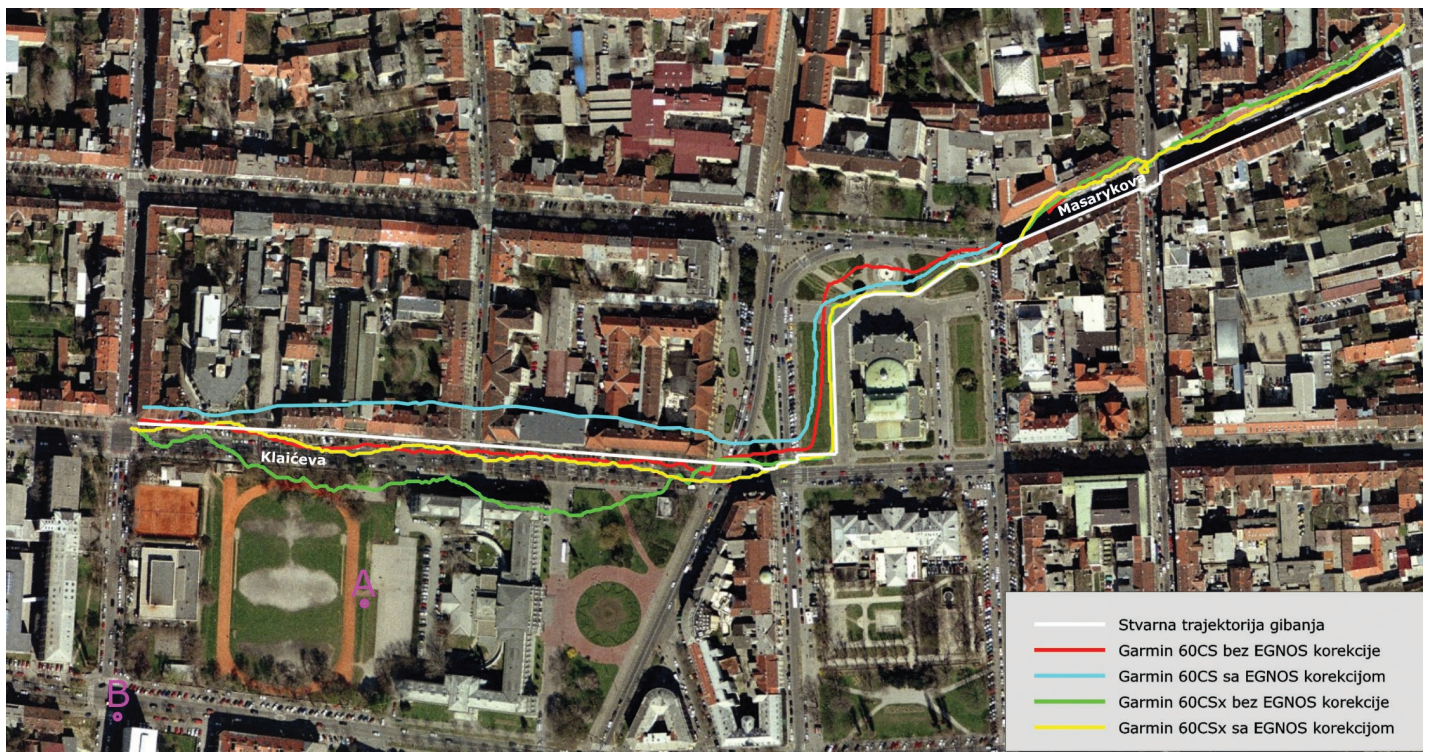 Masarykova
Klaićeva
A
B
Stvarna trajektorija gibanja
Garmin 60CS bez EGNOS korekcije
Garmin 60CS sa EGNOS korekcijom
Garmin 60CSx bez EGNOS korekcije
Garmin 60CSx sa EGNOS korekcijom